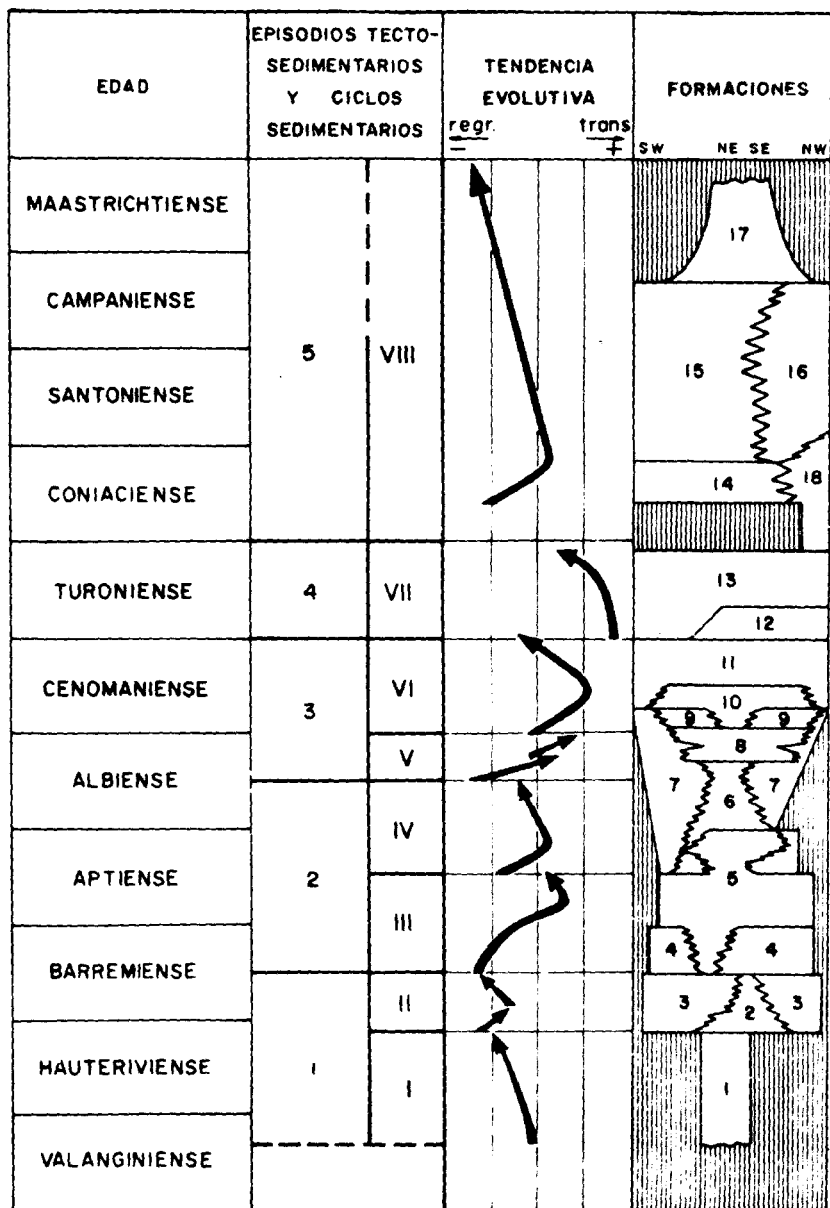 EDAD
EPISODIOS TECTO-
SEDIMENTARIOS
Y CICLOS
SEDIMENTARIOS
TENDENCIA
EVOLUTIVA
regr. trans
− +
FORMACIONES
SW NE SE NW
MAASTRICHTIENSE
17
CAMPANIENSE
5 VIII
15 16
SANTONIENSE
CONIACIENSE
14 18
TURONIENSE
4 VII
13
12
CENOMANIENSE
3 VI
11
10
9 9
V
8
ALBIENSE
7 6 7
IV
APTIENSE
2
5
III
BARREMIENSE
4 4
II
3 2 3
HAUTERIVIENSE
1 I
1
VALANGINIENSE